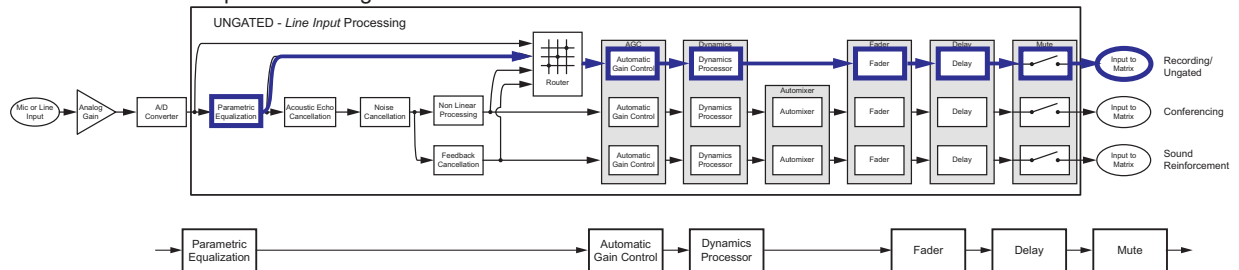 UNGATED - Line Input Processing
AGC
Dynamics
Fader
Delay
Mute
Router
Automatic
Gain Control
Dynamics
Processor
Fader
Delay
Input to
Matrix
Recording/
Ungated
Automixer
Mic or Line
Input
Analog
Gain
A/D
Converter
Parametric
Equalization
Acoustic Echo
Cancellation
Noise
Cancellation
Non Linear
Processing
Automatic
Gain Control
Dynamics
Processor
Automixer
Fader
Delay
Input to
Matrix
Conferencing
Feedback
Cancellation
Automatic
Gain Control
Dynamics
Processor
Automixer
Fader
Delay
Input to
Matrix
Sound
Reinforcement
Parametric
Equalization
Automatic
Gain Control
Dynamics
Processor
Fader
Delay
Mute